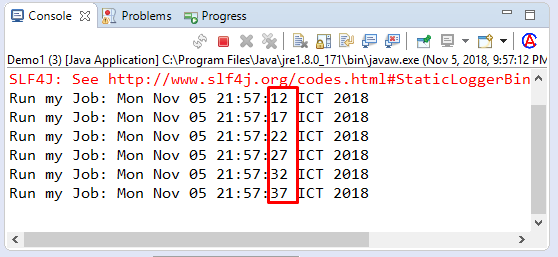 Console Problems Progress
Demo1 (3) [Java Application] C:\Program Files\Java\jre1.8.0_171\bin\javaw.exe (Nov 5, 2018, 9:57:12 PM
SLF4J: See http://www.slf4j.org/codes.html#StaticLoggerBin
Run my Job: Mon Nov 05 21:57:12 ICT 2018
Run my Job: Mon Nov 05 21:57:17 ICT 2018
Run my Job: Mon Nov 05 21:57:22 ICT 2018
Run my Job: Mon Nov 05 21:57:27 ICT 2018
Run my Job: Mon Nov 05 21:57:32 ICT 2018
Run my Job: Mon Nov 05 21:57:37 ICT 2018